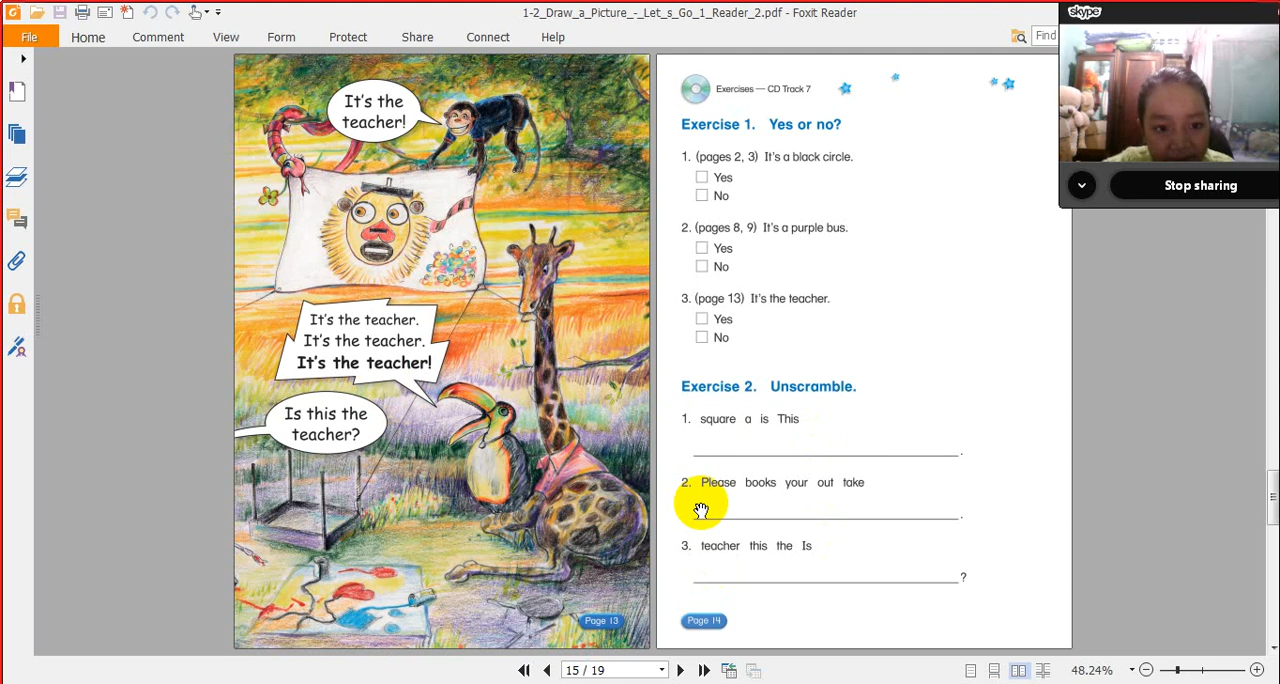 1-2_Draw_a_Picture_-_Let_s_Go_1_Reader_2.pdf - Foxit Reader
skype
File Home Comment View Form Protect Share Connect Help
Find
Stop sharing
It's the
teacher!
It's the teacher.
It's the teacher.
It's the teacher!
Is this the
teacher?
Page 13
Exercises — CD Track 7
Exercise 1. Yes or no?
1. (pages 2, 3) It's a black circle.
Yes
No
2. (pages 8, 9) It's a purple bus.
Yes
No
3. (page 13) It's the teacher.
Yes
No
Exercise 2. Unscramble.
1. square a is This
.
2. Please books your out take
.
3. teacher this the Is
?
Page 14
15 / 19
48.24%